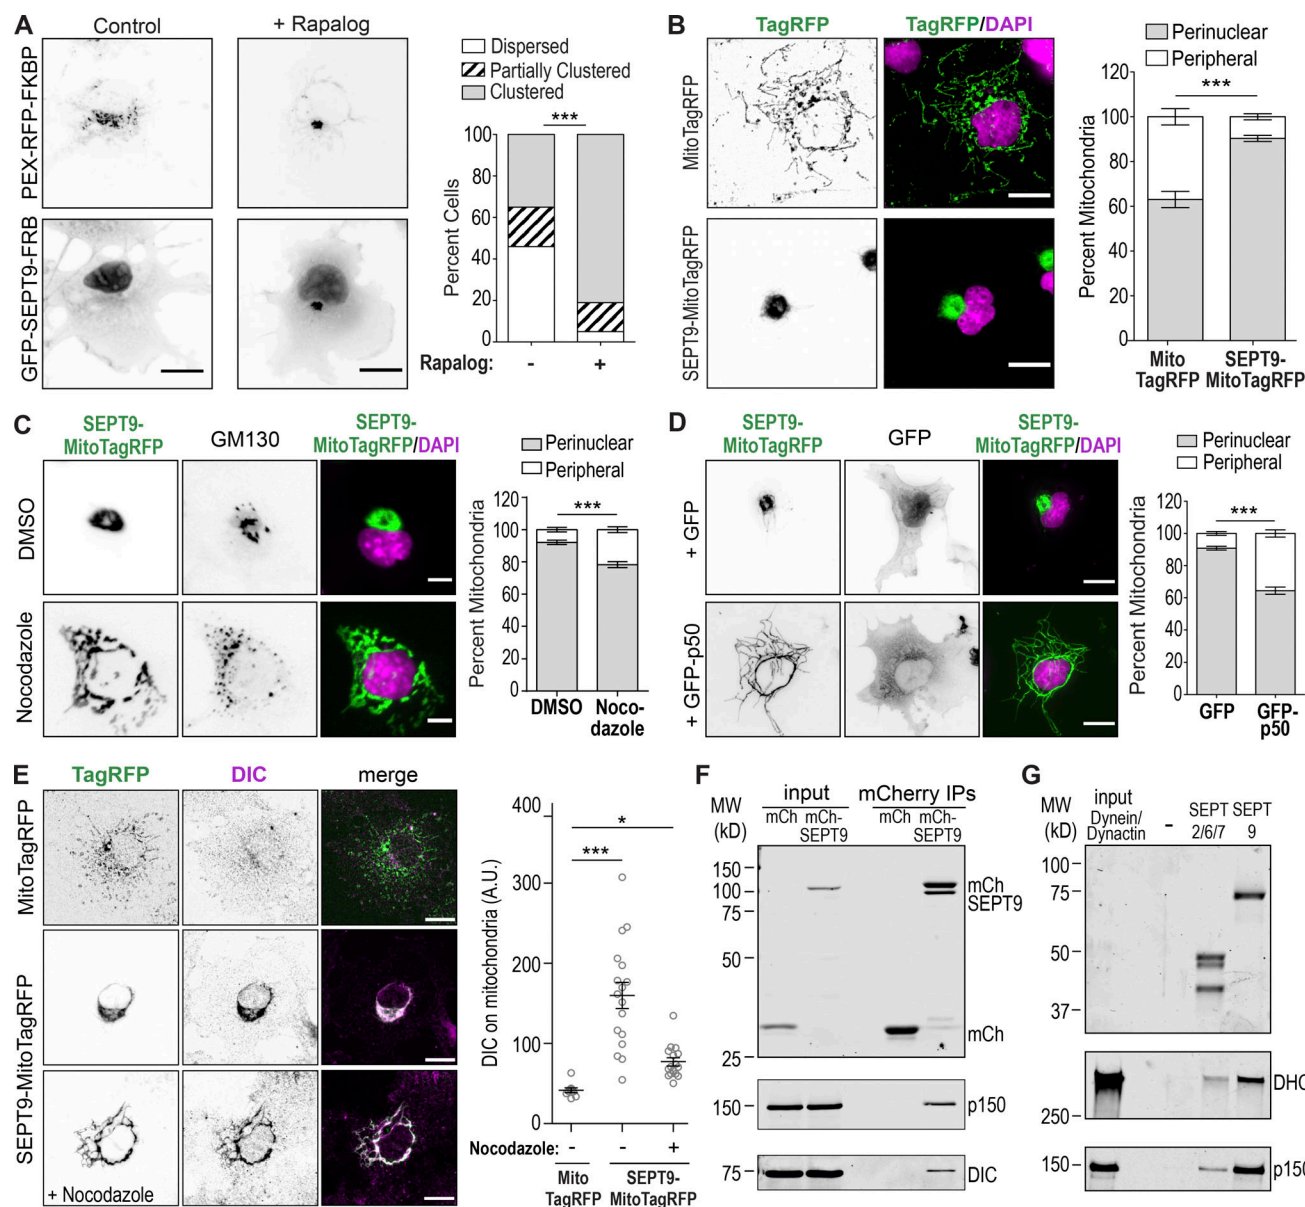 A
Control
+ Rapalog
PEX-RFP-FKBP
GFP-SEPT9-FRB
Dispersed
Partially Clustered
Clustered
***
Percent Cells
100
80
60
40
20
0
Rapalog:
-
+
B
TagRFP
TagRFP/DAPI
MitoTagRFP
SEPT9-MitoTagRFP
Perinuclear
Peripheral
***
Percent Mitochondria
120
100
80
60
40
20
0
Mito
TagRFP
SEPT9-
MitoTagRFP
C
SEPT9-
MitoTagRFP
GM130
SEPT9-
MitoTagRFP/DAPI
DMSO
Nocodazole
Perinuclear
Peripheral
***
Percent Mitochondria
120
100
80
60
40
20
0
DMSO
Noco-
dazole
D
SEPT9-
MitoTagRFP
GFP
SEPT9-
MitoTagRFP/DAPI
+ GFP
+ GFP-p50
Perinuclear
Peripheral
***
Percent Mitochondria
120
100
80
60
40
20
0
GFP
GFP-
p50
E
TagRFP
DIC
merge
MitoTagRFP
SEPT9-MitoTagRFP
+ Nocodazole
DIC on mitochondria (A.U.)
400
300
200
100
0
*
***
Nocodazole:
-
-
+
Mito
TagRFP
SEPT9-
MitoTagRFP
F
MW
(kD)
input
mCherry IPs
mCh
mCh-
SEPT9
mCh
mCh-
SEPT9
150
100
75
50
25
mCh
SEPT9
mCh
150
p150
75
DIC
G
MW
(kD)
input
Dynein/
Dynactin
-
SEPT
2/6/7
SEPT
9
100
75
50
37
DHC
250
150
p150